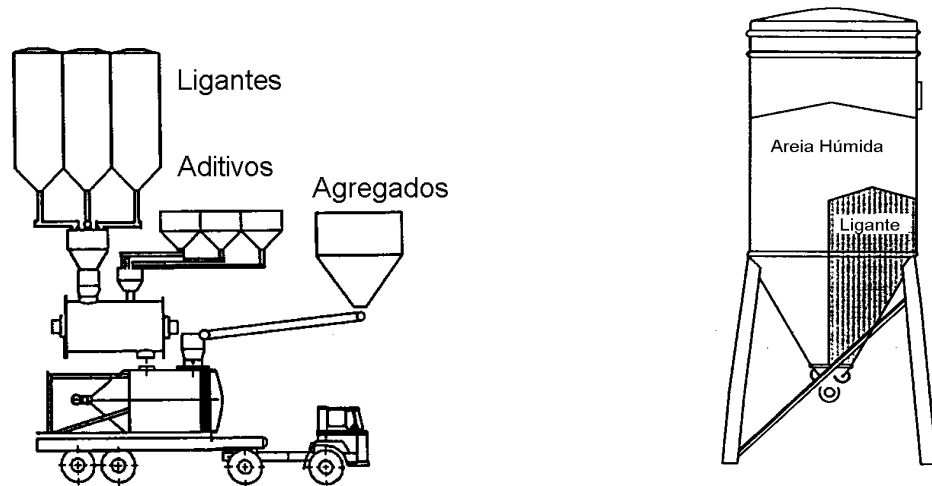 Ligantes
Aditivos
Agregados
Areia Húmida
Ligante